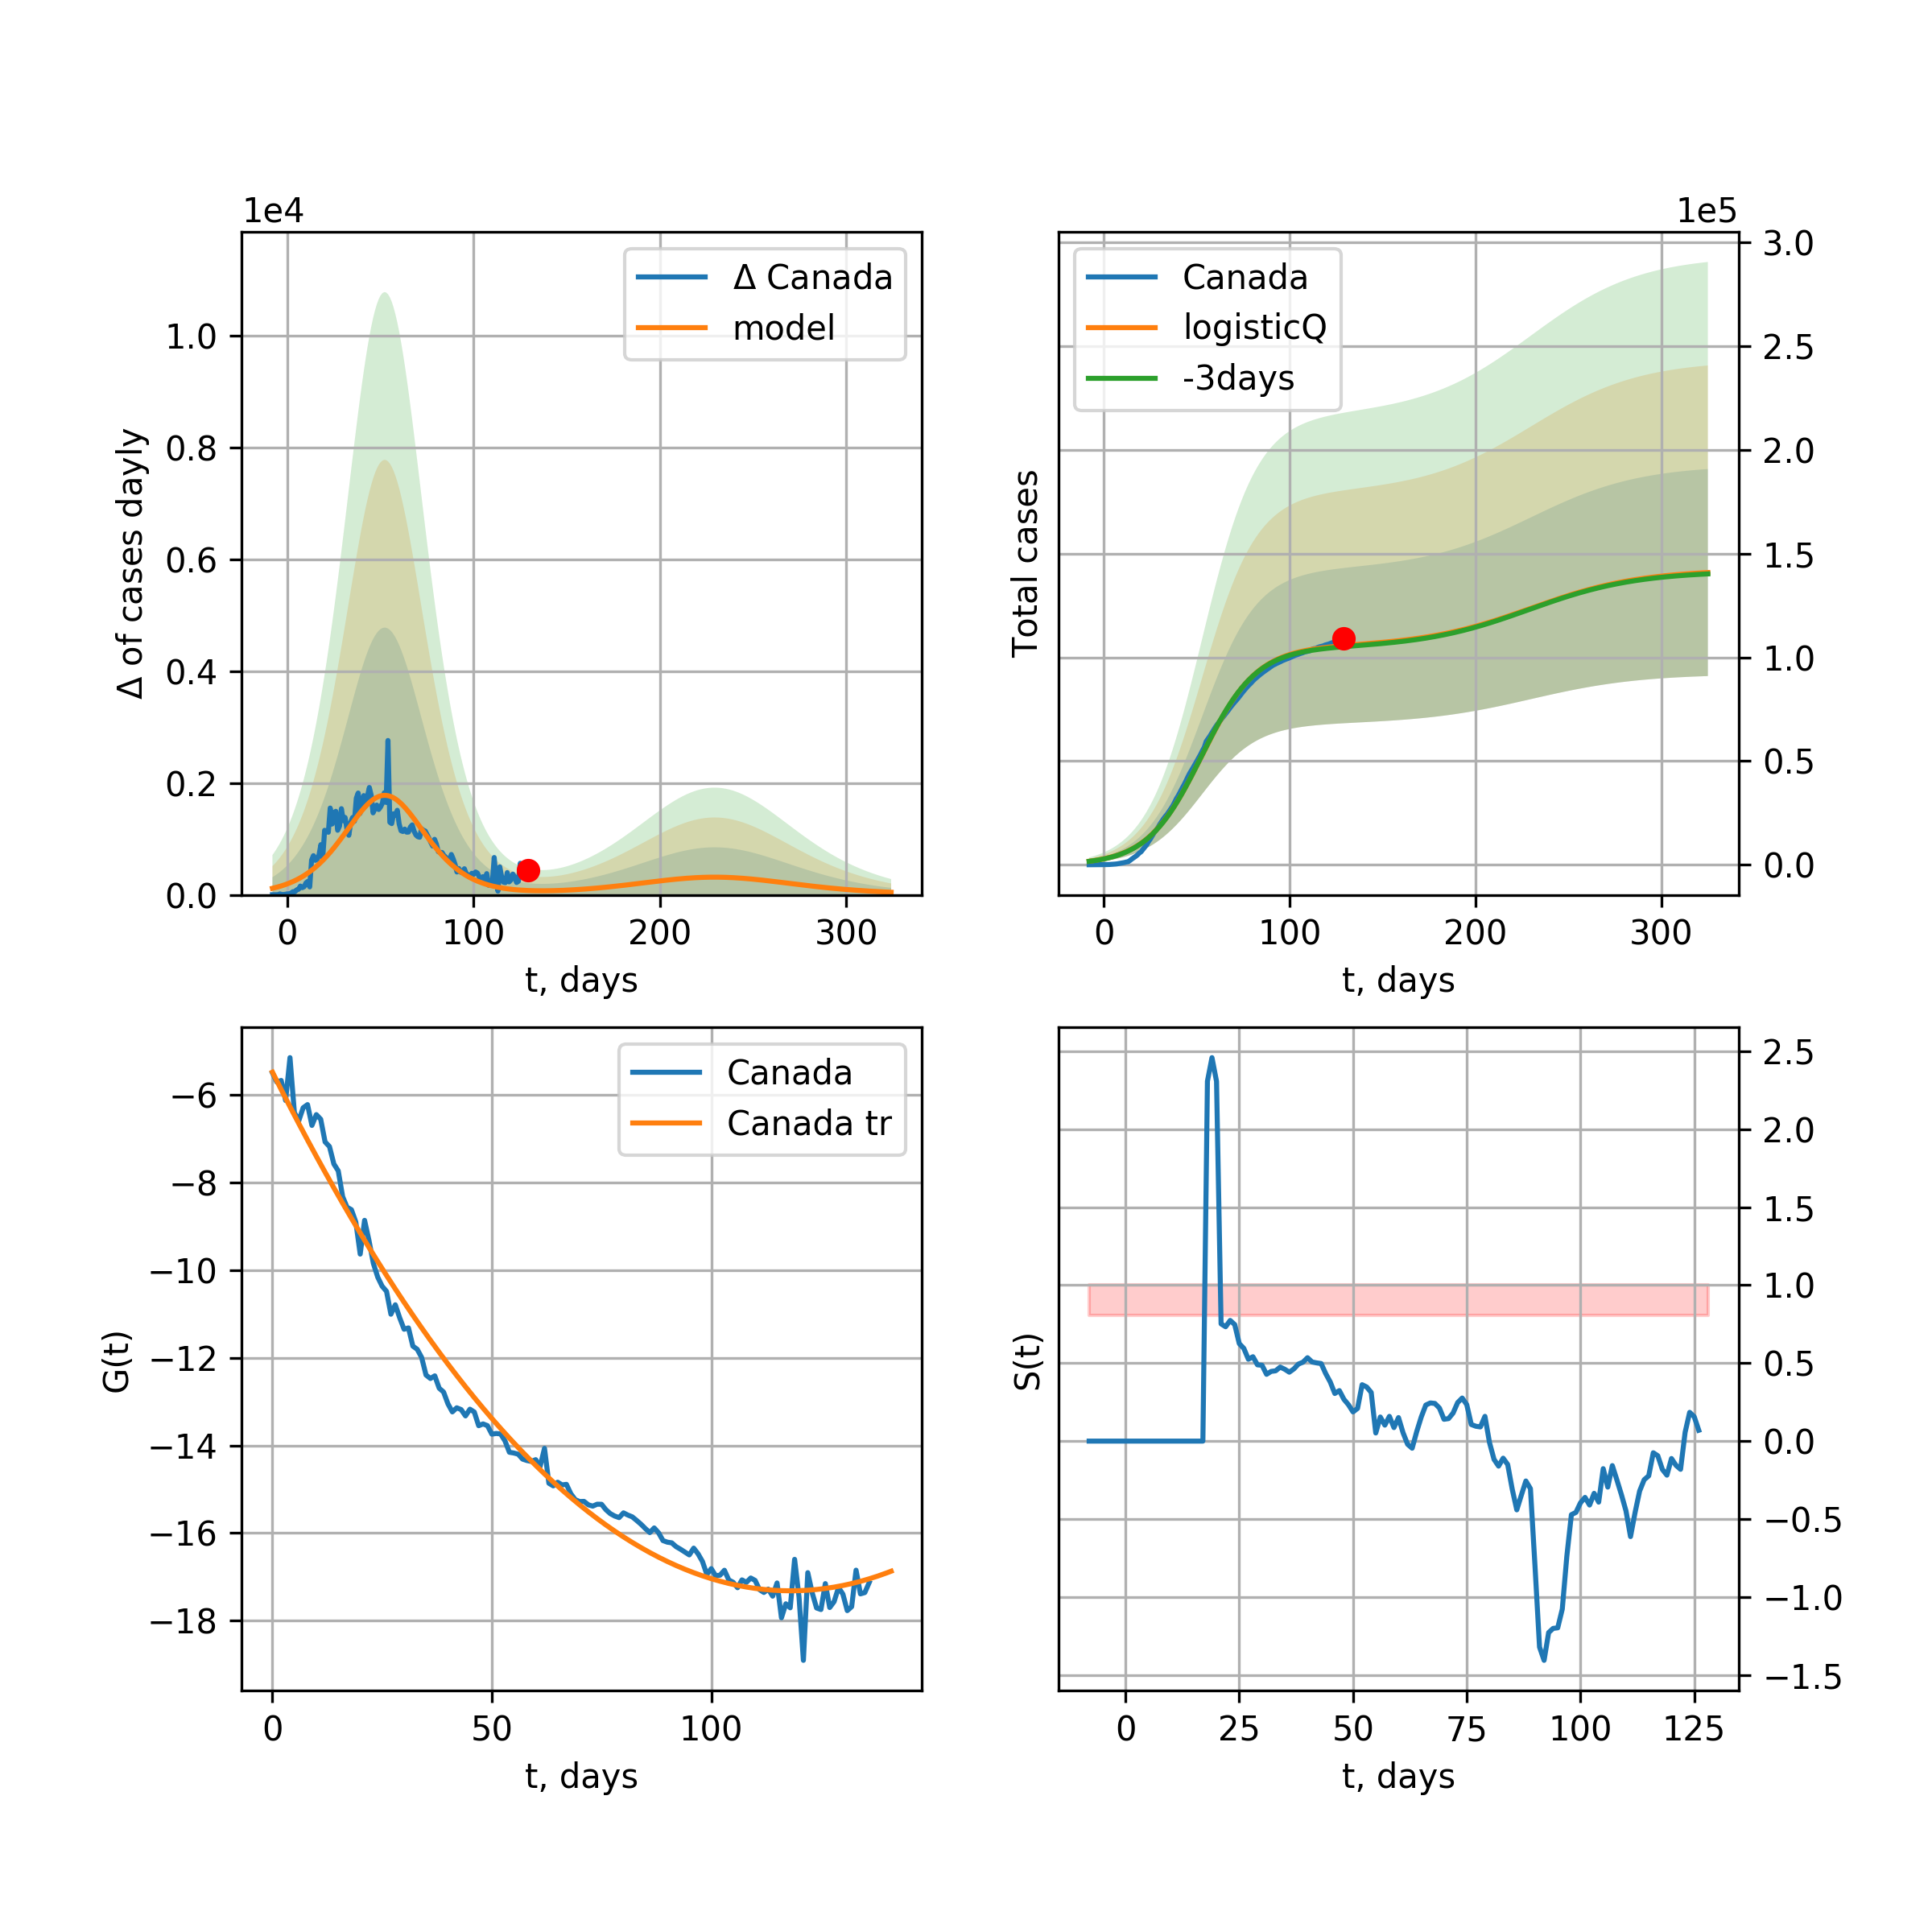 1e4
Δ of cases dayly
1.0
0.8
0.6
0.4
0.2
0.0
Δ Canada
model
0 100 200 300
t, days
1e5
Total cases
Canada
logisticQ
-3days
3.0
2.5
2.0
1.5
1.0
0.5
0.0
0 100 200 300
t, days
G(t)
−6
−8
−10
−12
−14
−16
−18
Canada
Canada tr
0 50 100
t, days
S(t)
2.5
2.0
1.5
1.0
0.5
0.0
−0.5
−1.0
−1.5
0 25 50 75 100 125
t, days